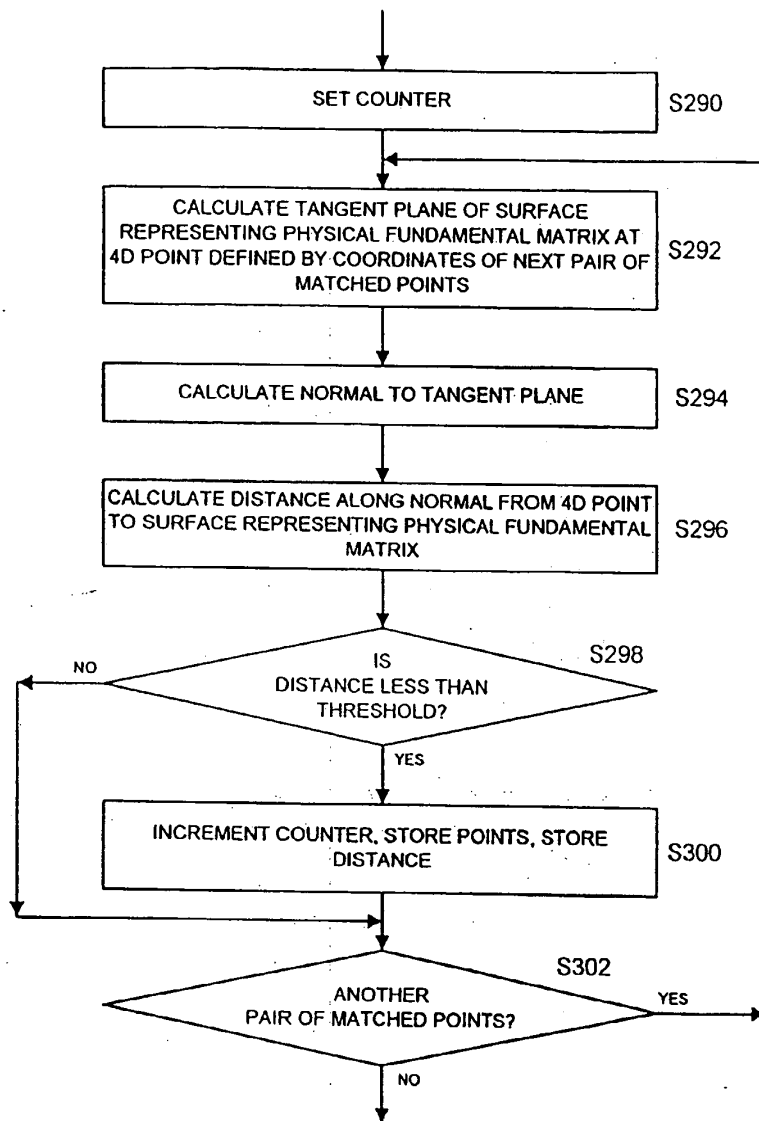 SET COUNTER
S290
CALCULATE TANGENT PLANE OF SURFACE
REPRESENTING PHYSICAL FUNDAMENTAL MATRIX AT
4D POINT DEFINED BY COORDINATES OF NEXT PAIR OF
MATCHED POINTS
S292
CALCULATE NORMAL TO TANGENT PLANE
S294
CALCULATE DISTANCE ALONG NORMAL FROM 4D POINT
TO SURFACE REPRESENTING PHYSICAL FUNDAMENTAL
MATRIX
S296
S298
NO
IS
DISTANCE LESS THAN
THRESHOLD?
YES
INCREMENT COUNTER, STORE POINTS, STORE
DISTANCE
S300
S302
ANOTHER
PAIR OF MATCHED POINTS?
YES
NO